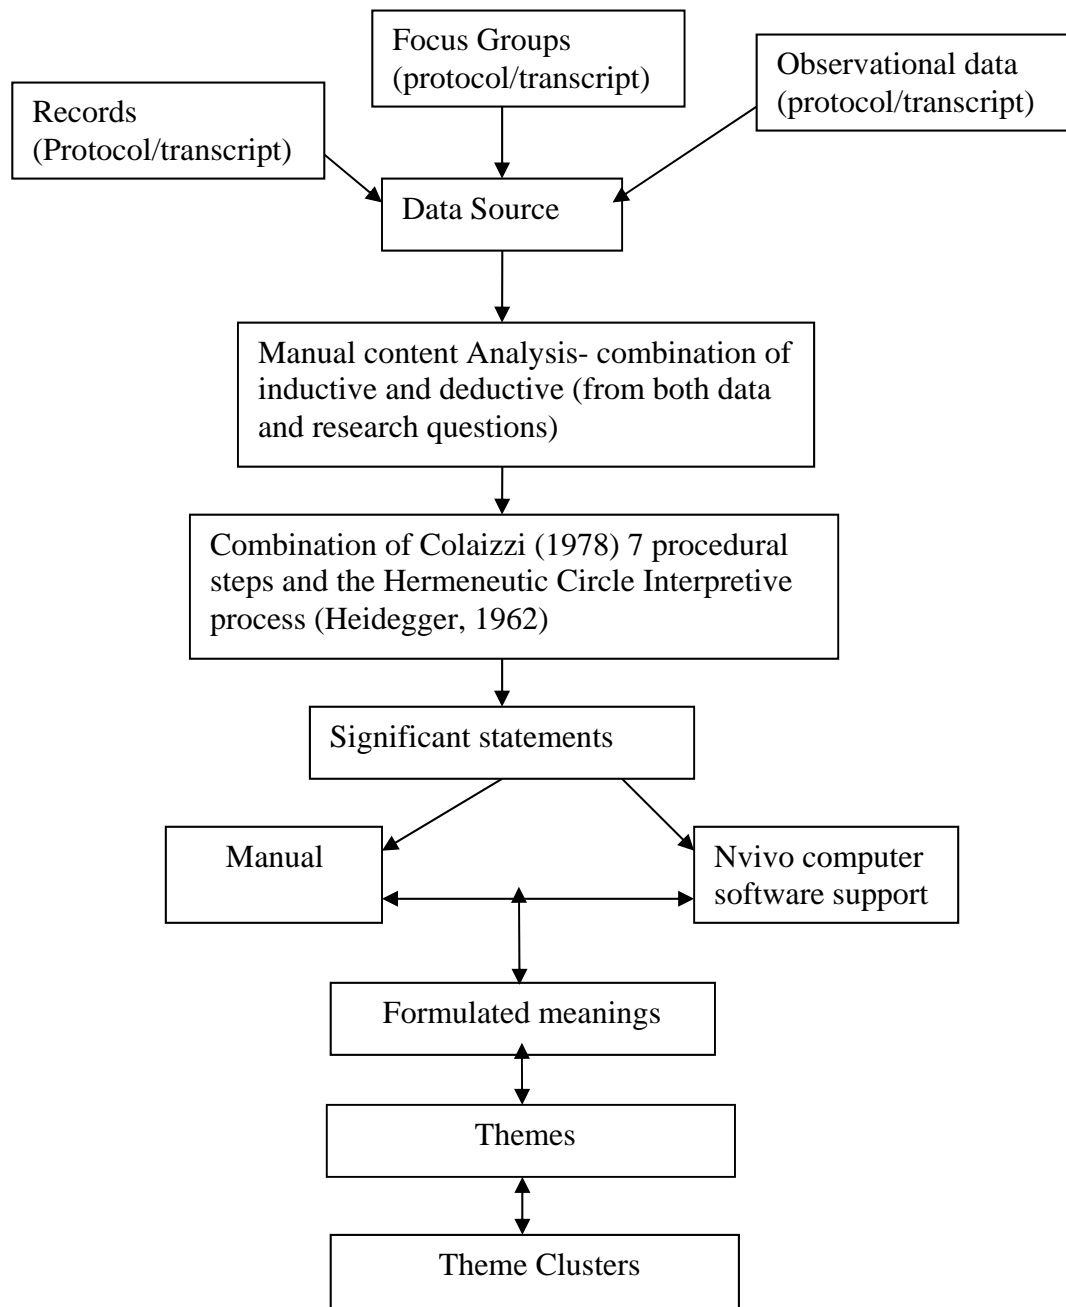 Focus Groups
(protocol/transcript)
Observational data
(protocol/transcript)
Records
(Protocol/transcript)
Data Source
Manual content Analysis- combination of
inductive and deductive (from both data
and research questions)
Combination of Colaizzi (1978) 7 procedural
steps and the Hermeneutic Circle Interpretive
process (Heidegger, 1962)
Significant statements
Manual
Nvivo computer
software support
Formulated meanings
Themes
Theme Clusters